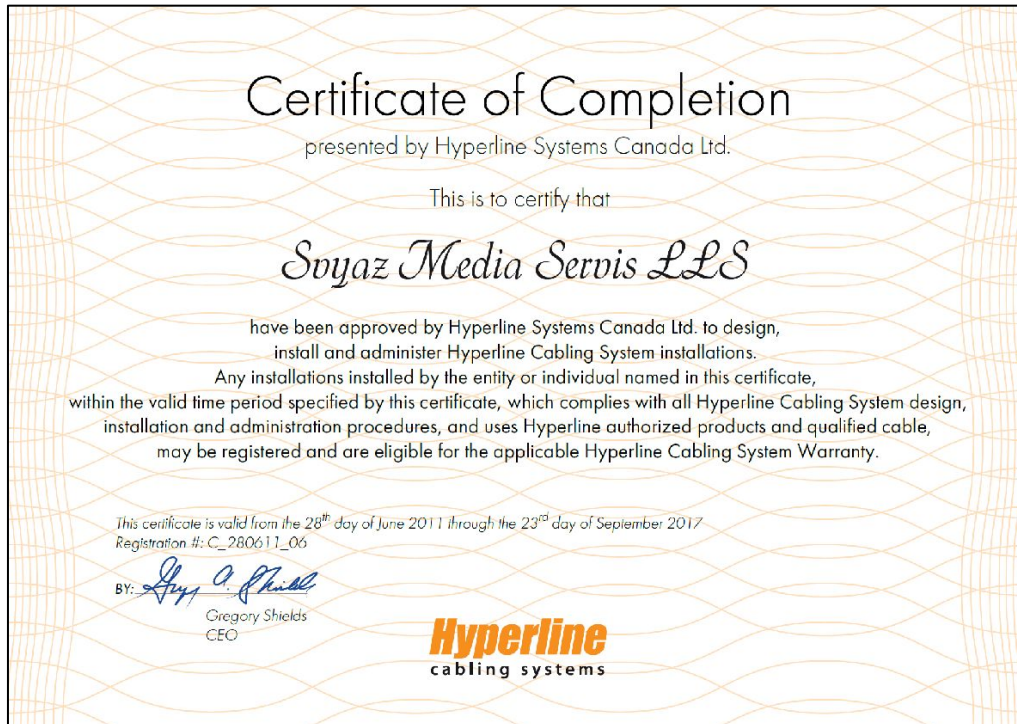 Certificate of Completion
presented by Hyperline Systems Canada Ltd.
This is to certify that
Svyaz Media Servis LLS
have been approved by Hyperline Systems Canada Ltd. to design,
install and administer Hyperline Cabling System installations.
Any installations installed by the entity or individual named in this certificate,
within the valid time period specified by this certificate, which complies with all Hyperline Cabling System design,
installation and administration procedures, and uses Hyperline authorized products and qualified cable,
may be registered and are eligible for the applicable Hyperline Cabling System Warranty.
This certificate is valid from the 28th day of June 2011 through the 23rd day of September 2017
Registration #: C_280611_06
BY:
Gregory Shields
CEO
Hyperline
cabling systems